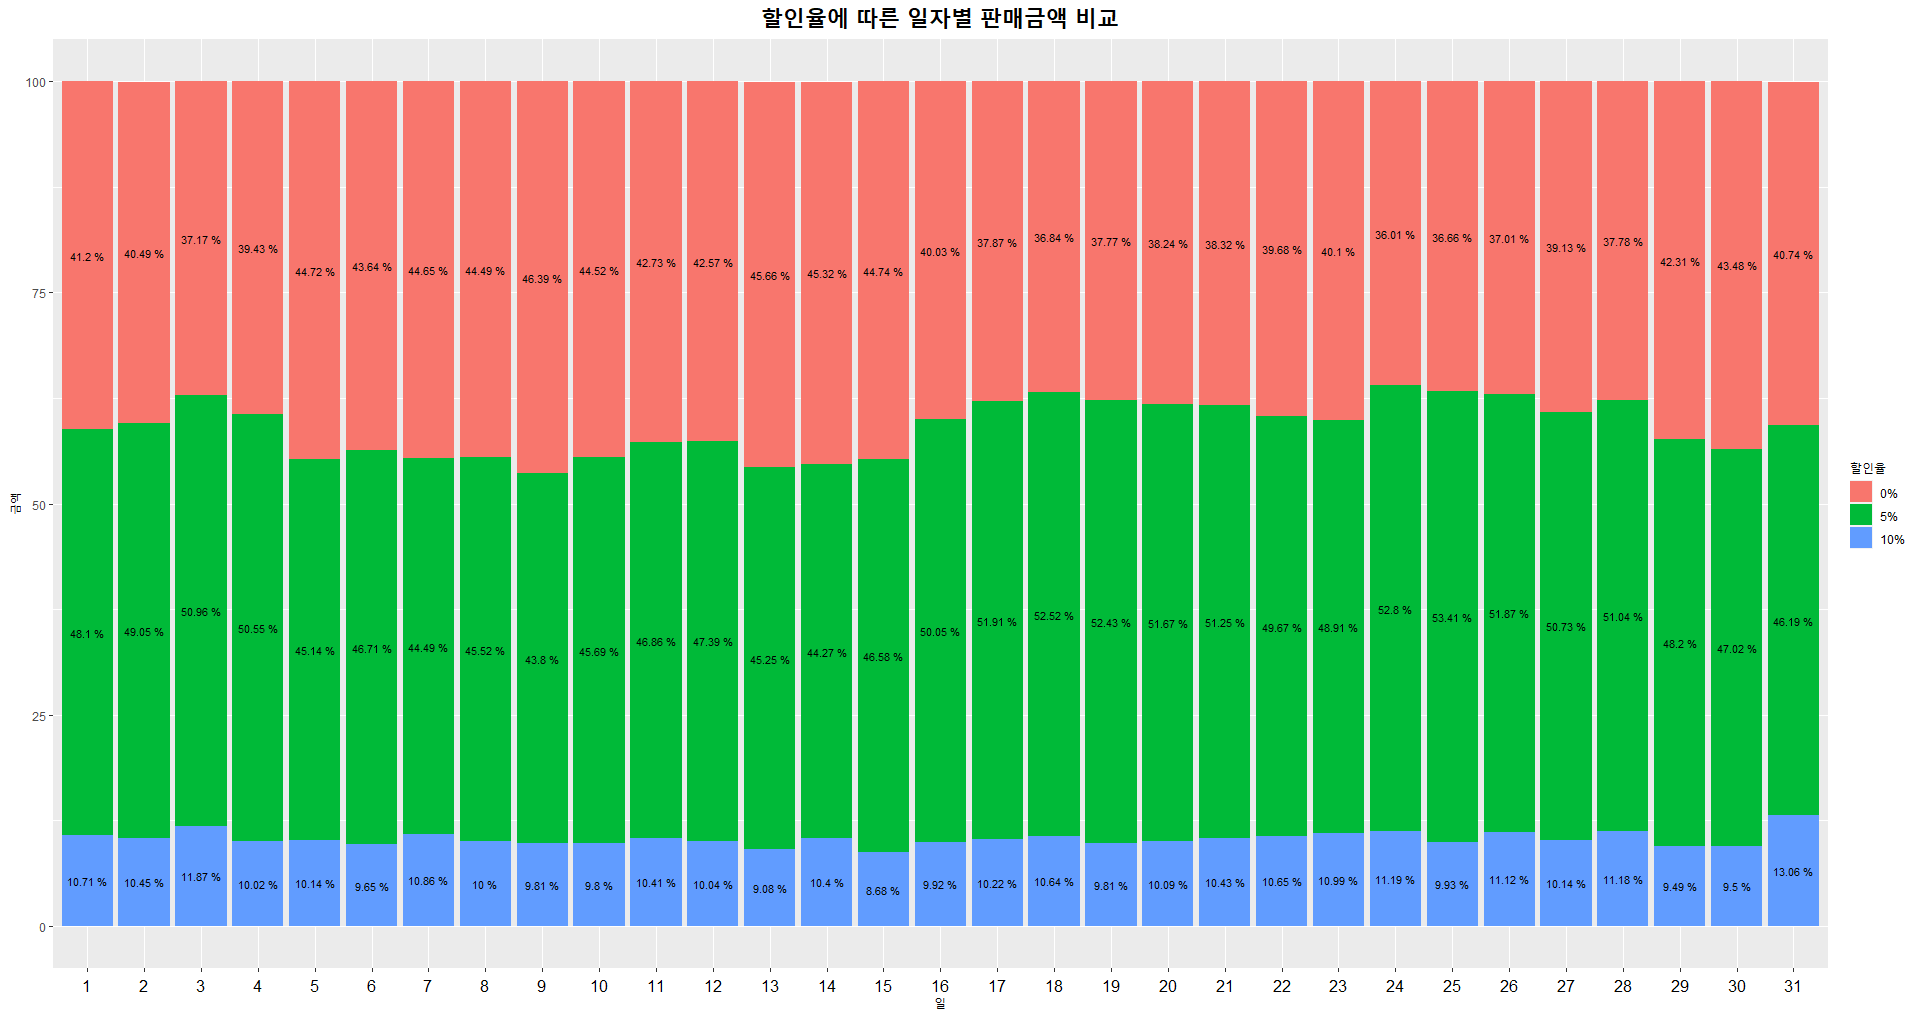 할인율에 따른 일자별 판매금액 비교
금액
100
75
50
25
0
41.2 % 40.49 % 37.17 % 39.43 % 44.72 % 43.64 % 44.65 % 44.49 % 46.39 % 44.52 % 42.73 % 42.57 % 45.66 % 45.32 % 44.74 % 40.03 % 37.87 % 36.84 % 37.77 % 38.24 % 38.32 % 39.68 % 40.1 % 36.01 % 36.66 % 37.01 % 39.13 % 37.78 % 42.31 % 43.48 % 40.74 %
48.1 % 49.05 % 50.96 % 50.55 % 45.14 % 46.71 % 44.49 % 45.52 % 43.8 % 45.69 % 46.86 % 47.39 % 45.25 % 44.27 % 46.58 % 50.05 % 51.91 % 52.52 % 52.43 % 51.67 % 51.25 % 49.67 % 48.91 % 52.8 % 53.41 % 51.87 % 50.73 % 51.04 % 48.2 % 47.02 % 46.19 %
10.71 % 10.45 % 11.87 % 10.02 % 10.14 % 9.65 % 10.86 % 10 % 9.81 % 9.8 % 10.41 % 10.04 % 9.08 % 10.4 % 8.68 % 9.92 % 10.22 % 10.64 % 9.81 % 10.09 % 10.43 % 10.65 % 10.99 % 11.19 % 9.93 % 11.12 % 10.14 % 11.18 % 9.49 % 9.5 % 13.06 %
1 2 3 4 5 6 7 8 9 10 11 12 13 14 15 16 17 18 19 20 21 22 23 24 25 26 27 28 29 30 31
일
할인율
0%
5%
10%